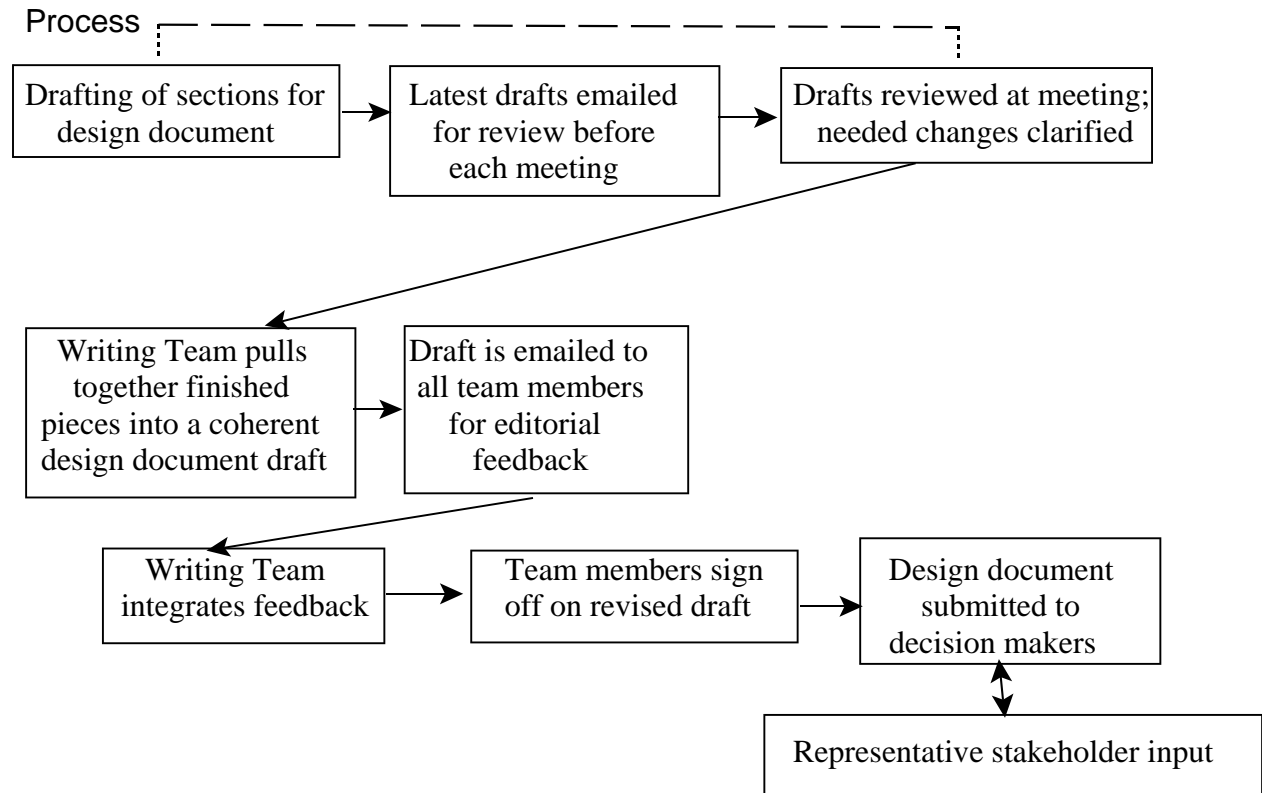 Process
Drafting of sections for
design document
Latest drafts emailed
for review before
each meeting
Drafts reviewed at meeting;
needed changes clarified
Writing Team pulls
together finished
pieces into a coherent
design document draft
Draft is emailed to
all team members
for editorial
feedback
Writing Team
integrates feedback
Team members sign
off on revised draft
Design document
submitted to
decision makers
Representative stakeholder input